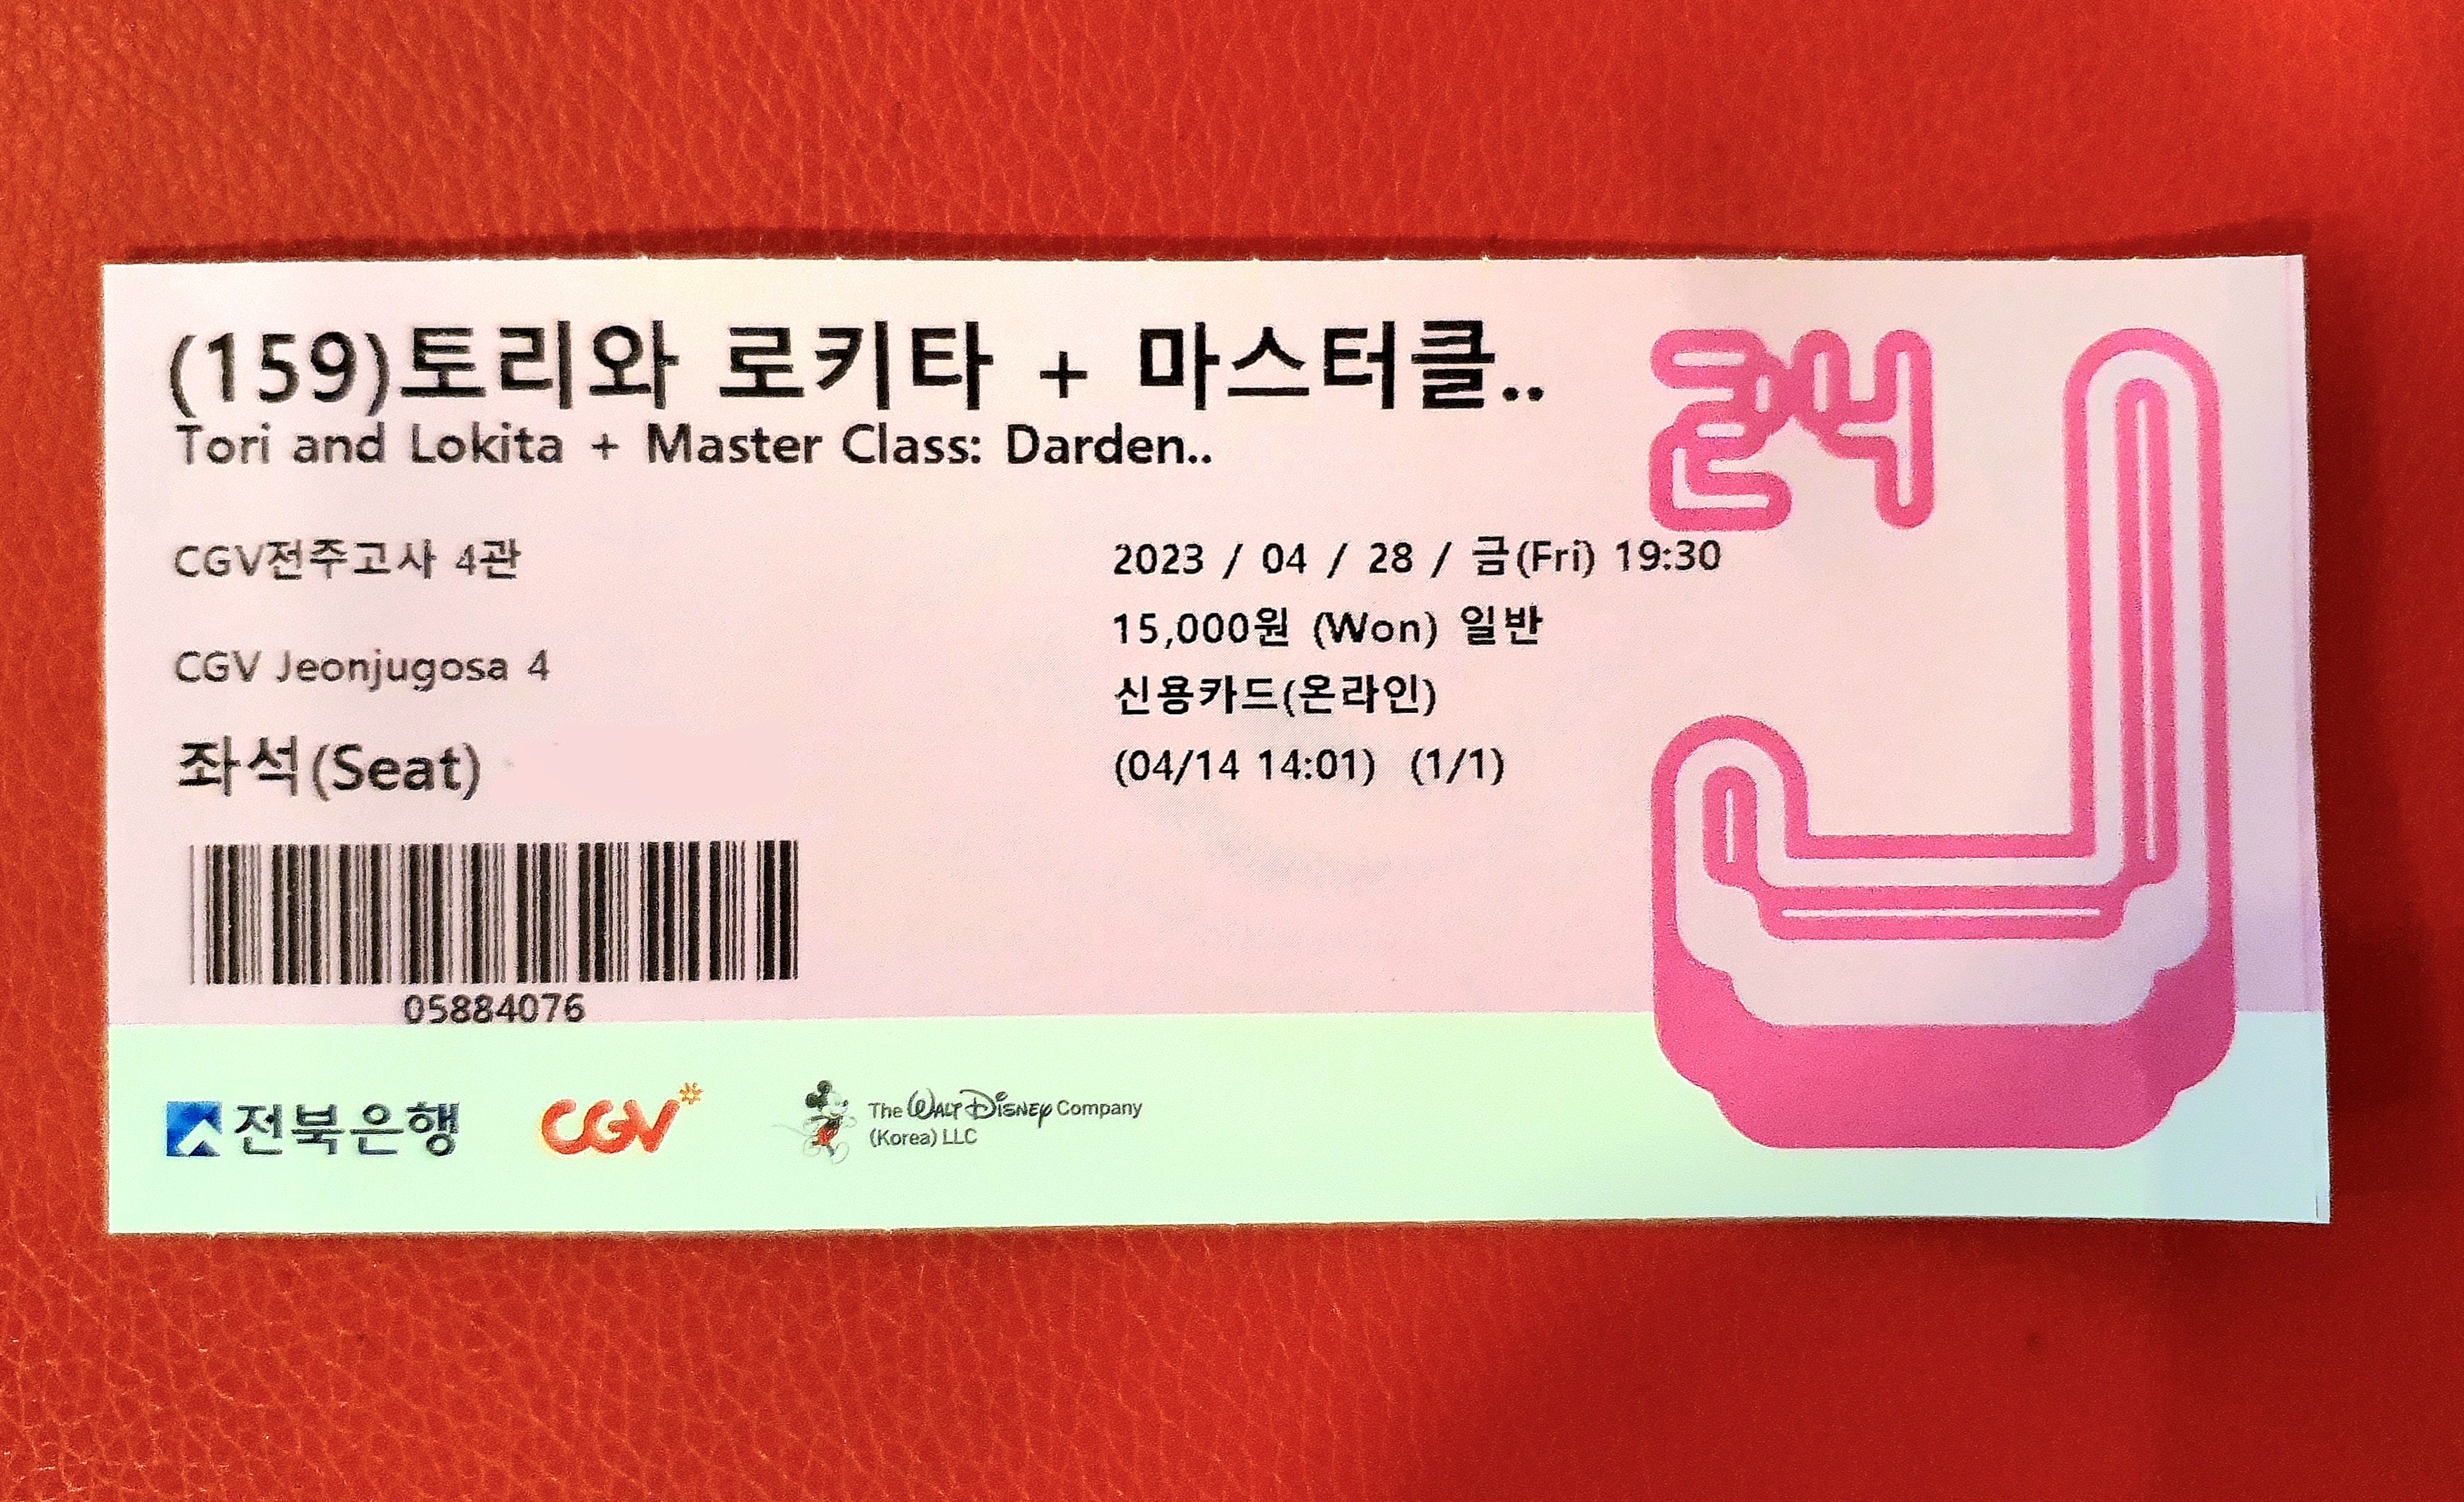 (159)토리와 로키타 + 마스터클..
Tori and Lokita + Master Class: Darden..
CGV전주고사 4관
CGV Jeonjugosa 4
좌석(Seat)
2023 / 04 / 28 / 금(Fri) 19:30
15,000원 (Won) 일반
신용카드(온라인)
(04/14 14:01) (1/1)
05884076
24
J
전북은행
CGV
The WALT DISNEY Company
(Korea) LLC